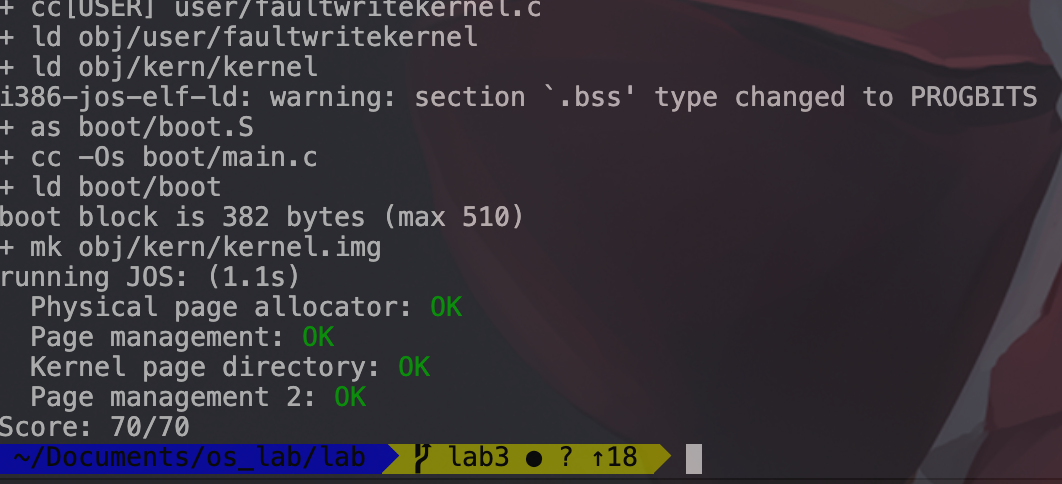 + cc[USER] user/faultwritekernel.c
+ ld obj/user/faultwritekernel
+ ld obj/kern/kernel
i386-jos-elf-ld: warning: section `.bss' type changed to PROGBITS
+ as boot/boot.S
+ cc -Os boot/main.c
+ ld boot/boot
boot block is 382 bytes (max 510)
+ mk obj/kern/kernel.img
running JOS: (1.1s)
  Physical page allocator: OK
  Page management: OK
  Kernel page directory: OK
  Page management 2: OK
Score: 70/70
~/Documents/os_lab/lab lab3 ● ? ↑18